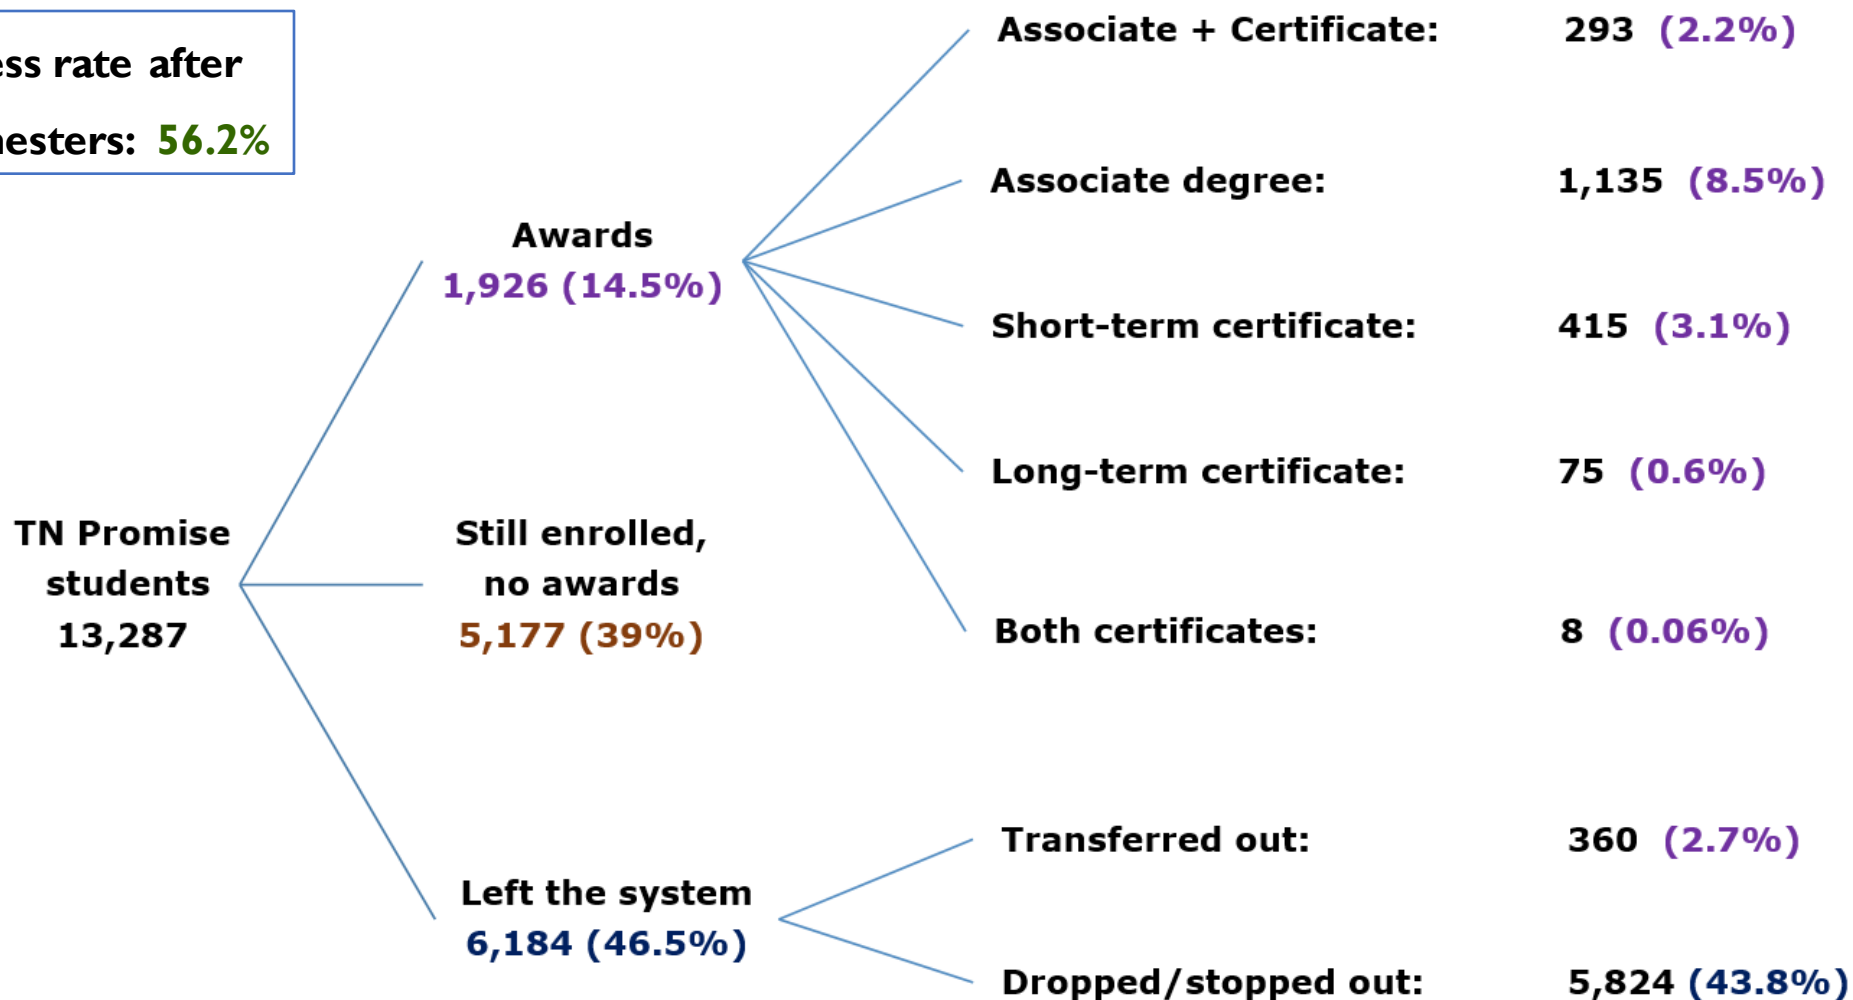 rate after
56.2%
Associate + Certificate: 293 (2.2%)
Associate degree: 1,135 (8.5%)
Awards
1,926 (14.5%)
Short-term certificate: 415 (3.1%)
Long-term certificate: 75 (0.6%)
TN Promise
students
13,287
Still enrolled,
no awards
5,177 (39%)
Both certificates: 8 (0.06%)
Transferred out: 360 (2.7%)
Left the system
6,184 (46.5%)
Dropped/stopped out: 5,824 (43.8%)